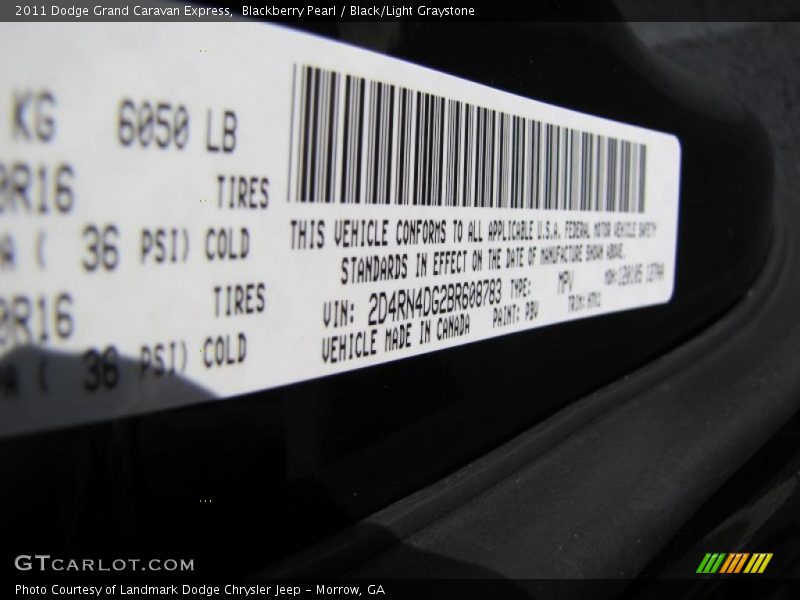 2011 Dodge Grand Caravan Express, Blackberry Pearl / Black/Light Graystone
KG 6050 LB
0R16 TIRES
( 36 PSI) COLD
0R16 TIRES
( 36 PSI) COLD
THIS VEHICLE CONFORMS TO ALL APPLICABLE U.S.A. FEDERAL MOTOR VEHICLE SAFETY
STANDARDS IN EFFECT ON THE DATE OF MANUFACTURE SHOWN ABOVE.
VIN: 2D4RN4DG2BR608783 TYPE: MPV
VEHICLE MADE IN CANADA PAINT: PBV TRIM:
GTCARLOT.COM
Photo Courtesy of Landmark Dodge Chrysler Jeep - Morrow, GA